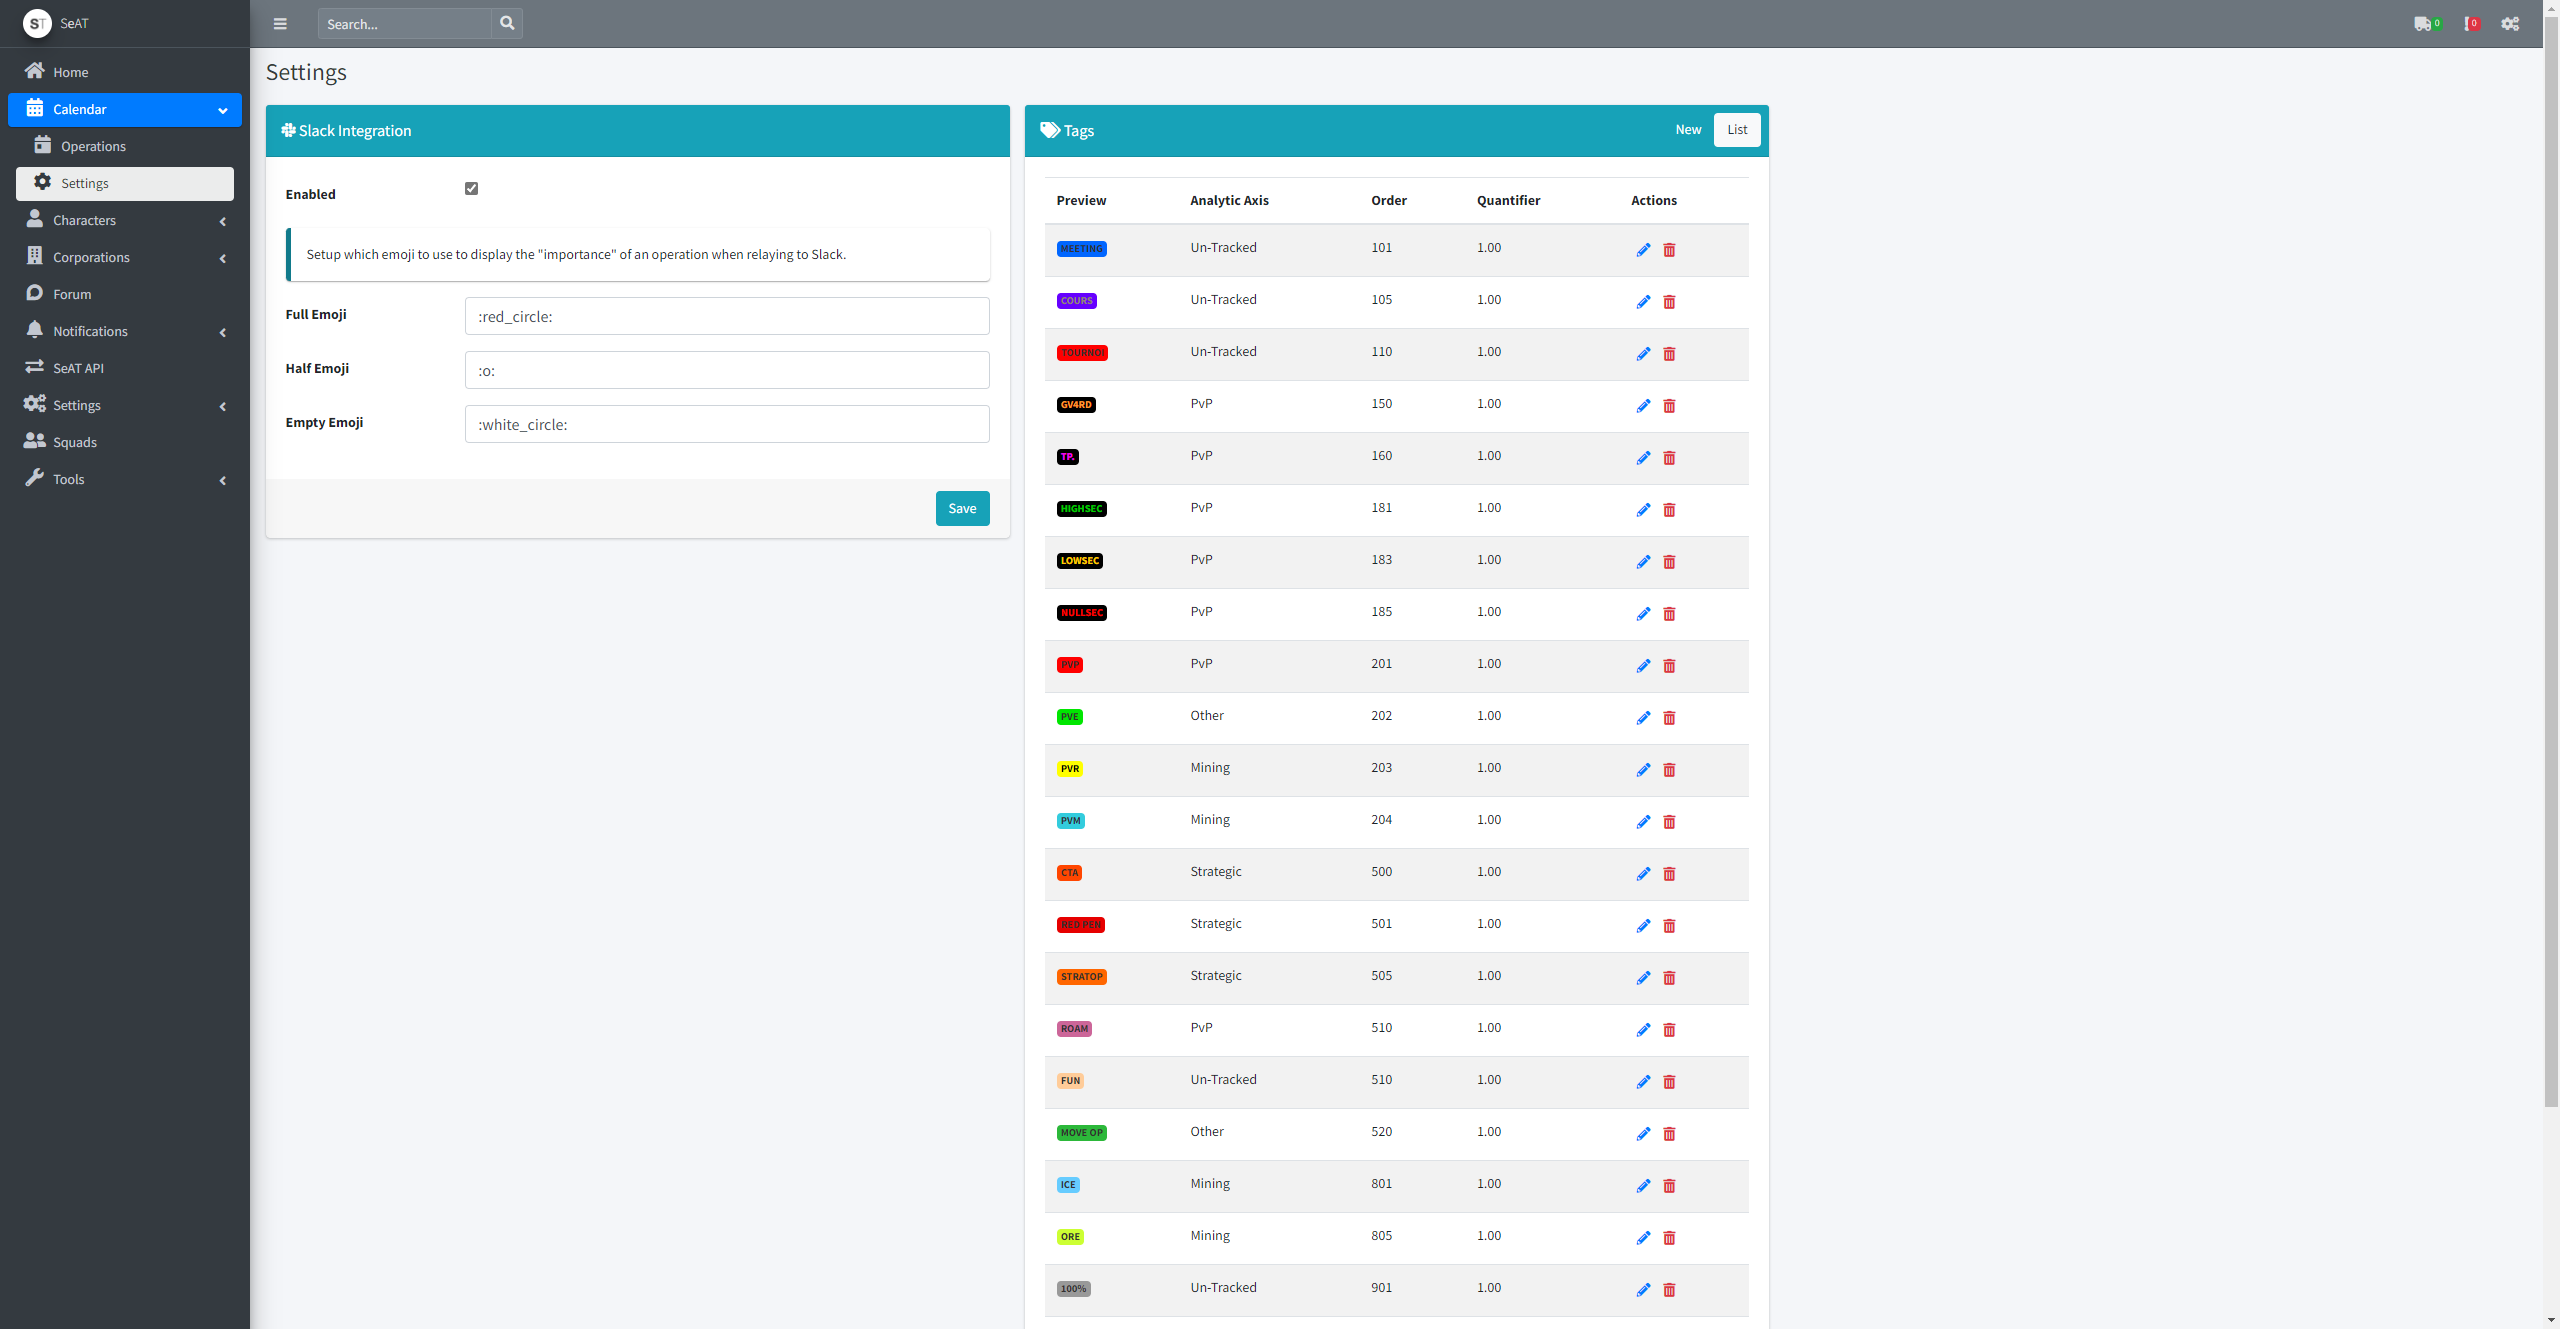 ST SeAT
Search...
0
0
Home
Calendar
Operations
Settings
Characters
Corporations
Forum
Notifications
SeAT API
Settings
Squads
Tools
Settings
Slack Integration
Enabled
Setup which emoji to use to display the "importance" of an operation when relaying to Slack.
Full Emoji :red_circle:
Half Emoji :o:
Empty Emoji :white_circle:
Save
Tags New List
Preview Analytic Axis Order Quantifier Actions
MEETING Un-Tracked 101 1.00
COURS Un-Tracked 105 1.00
TOURNOI Un-Tracked 110 1.00
GV4RD PvP 150 1.00
TP. PvP 160 1.00
HIGHSEC PvP 181 1.00
LOWSEC PvP 183 1.00
NULLSEC PvP 185 1.00
PVP PvP 201 1.00
PVE Other 202 1.00
PVR Mining 203 1.00
PVM Mining 204 1.00
CTA Strategic 500 1.00
RED PEN Strategic 501 1.00
STRATOP Strategic 505 1.00
ROAM PvP 510 1.00
FUN Un-Tracked 510 1.00
MOVE OP Other 520 1.00
ICE Mining 801 1.00
ORE Mining 805 1.00
100% Un-Tracked 901 1.00